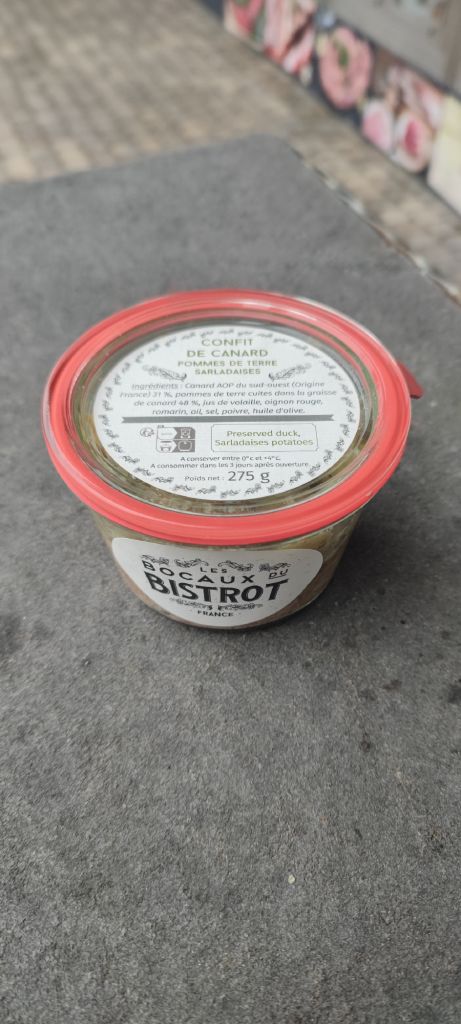 CONFIT
DE CANARD
POMMES DE TERRE
SARLADAISES
Ingrédients : Canard AOP du sud-ouest (Origine
France) 31 %, pommes de terre cuites dans la graisse
de canard 48 %, jus de volaille, oignon rouge,
romarin, ail, sel, poivre, huile d'olive.
Preserved duck,
Sarladaises potatoes
A conserver entre 0°c et +4°c.
A consommer dans les 3 jours après ouverture
Poids net : 275 g
LES
BOCAUX DU
BISTROT
FRANCE